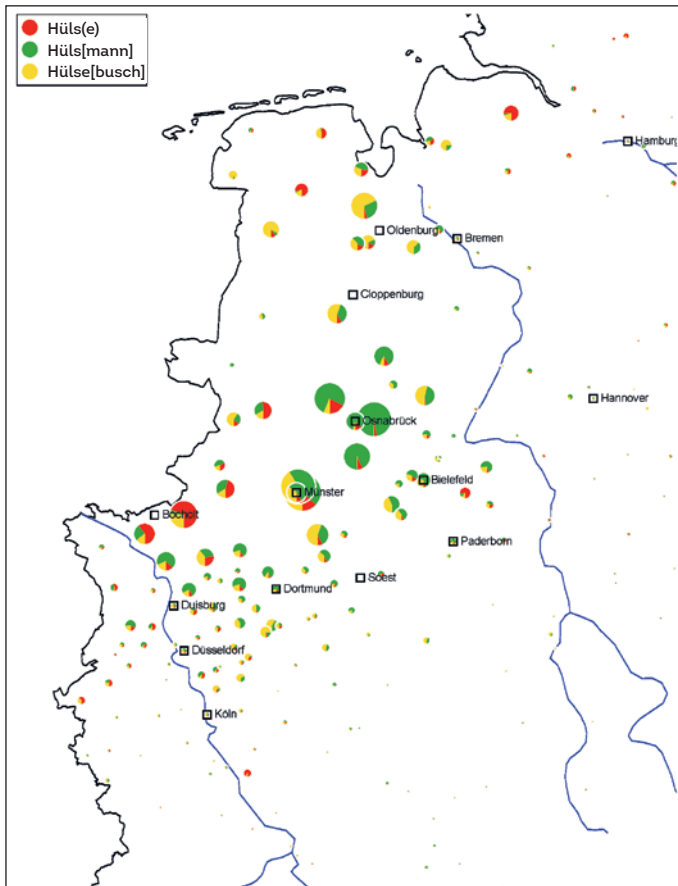 Hüls(e)
Hüls[mann]
Hülse[busch]
Hamburg
Oldenburg
Bremen
Cloppenburg
Hannover
Osnabrück
Bielefeld
Münster
Bocholt
Paderborn
Soest
Dortmund
Duisburg
Düsseldorf
Köln